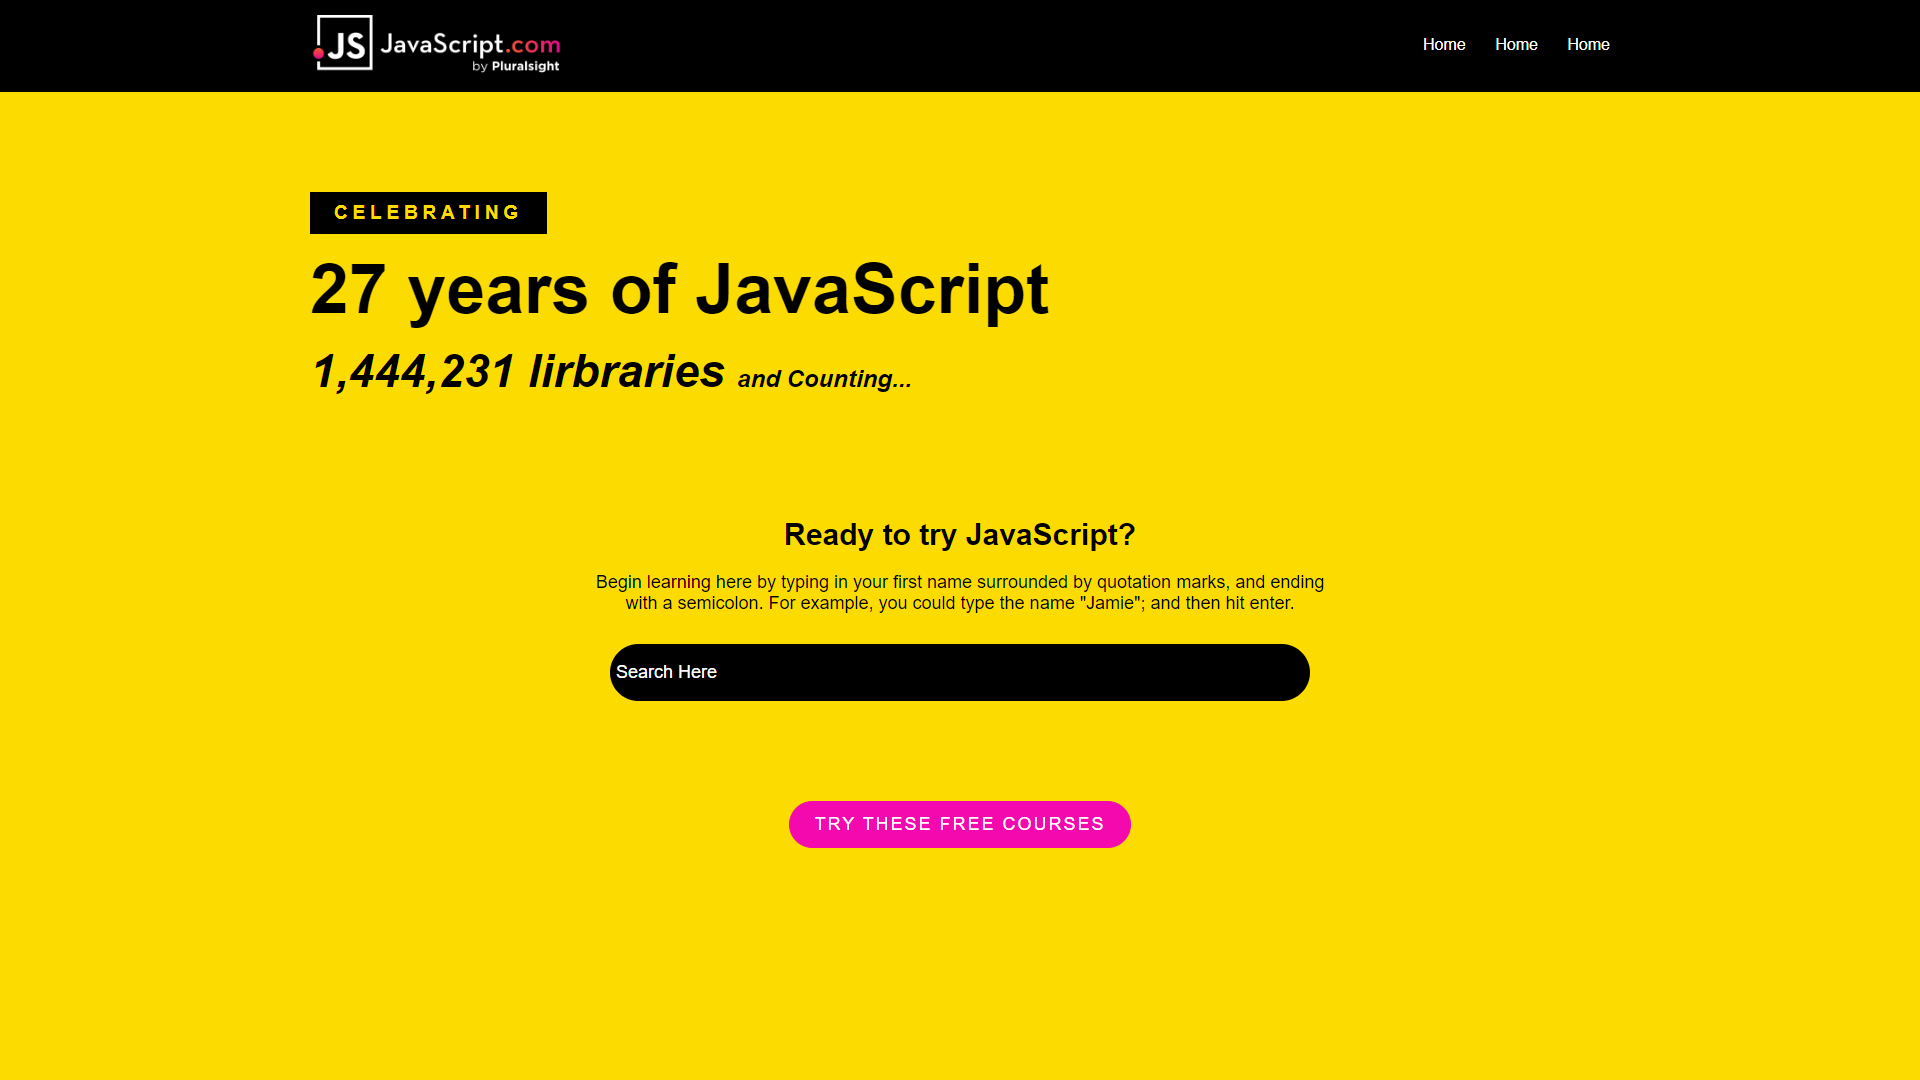 JS JavaScript.com
by Pluralsight
Home Home Home
CELEBRATING
27 years of JavaScript
1,444,231 lirbraries and Counting...
Ready to try JavaScript?
Begin learning here by typing in your first name surrounded by quotation marks, and ending
with a semicolon. For example, you could type the name "Jamie"; and then hit enter.
Search Here
TRY THESE FREE COURSES